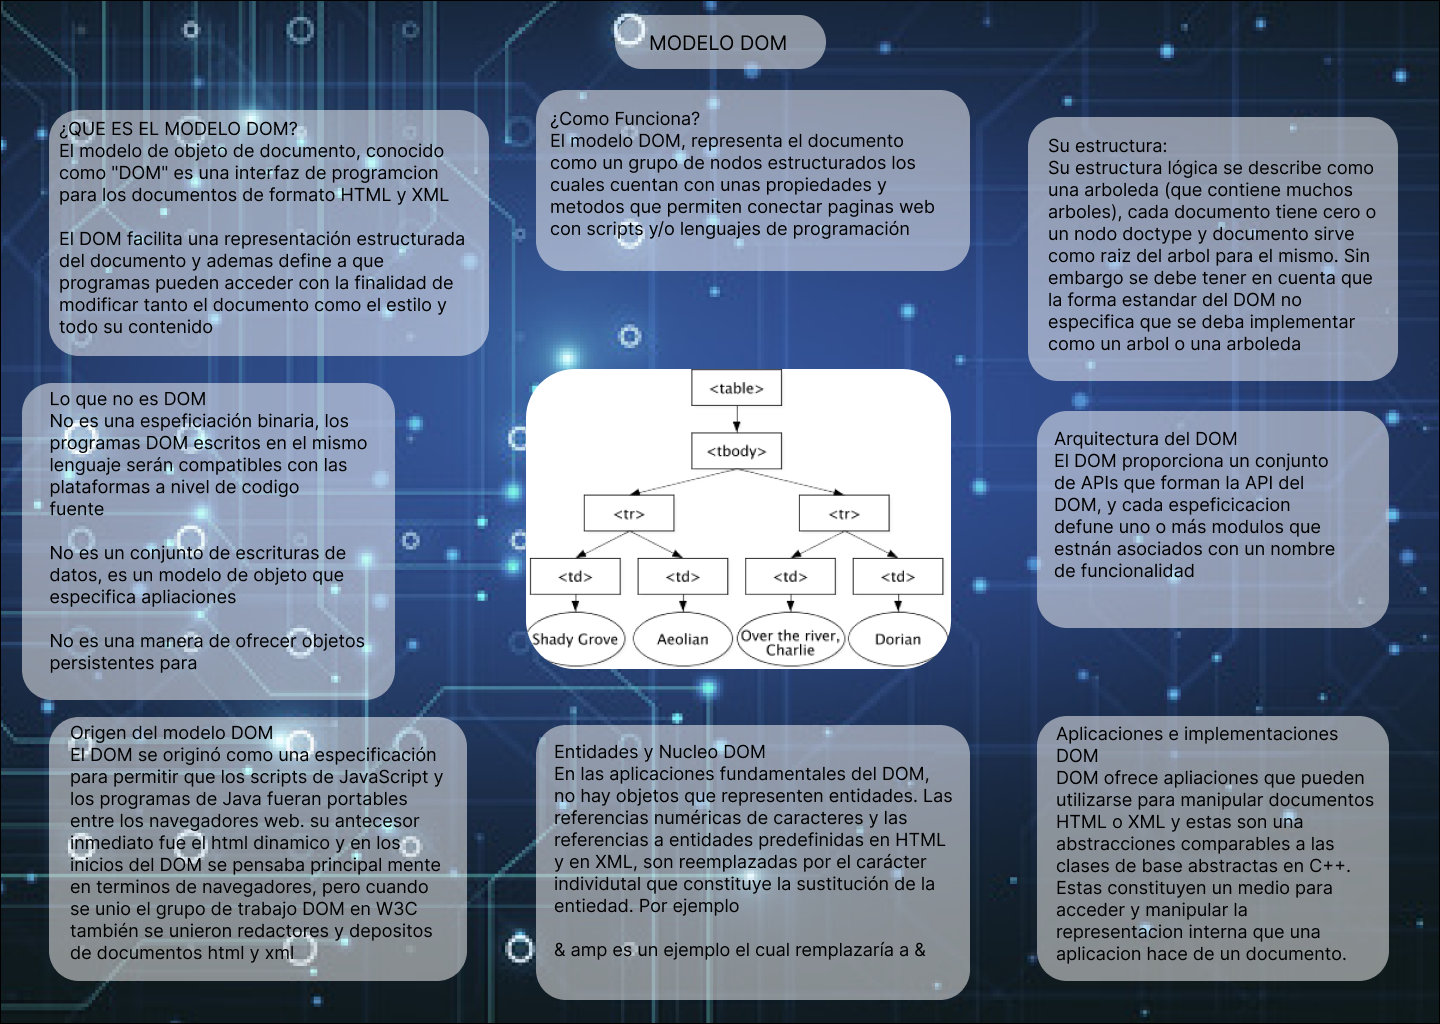 MODELO DOM
¿QUE ES EL MODELO DOM?
El modelo de objeto de documento, conocido
como "DOM" es una interfaz de programcion
para los documentos de formato HTML y XML
El DOM facilita una representación estructurada
del documento y ademas define a que
programas pueden acceder con la finalidad de
modificar tanto el documento como el estilo y
todo su contenido
¿Como Funciona?
El modelo DOM, representa el documento
como un grupo de nodos estructurados los
cuales cuentan con unas propiedades y
metodos que permiten conectar paginas web
con scripts y/o lenguajes de programación
Su estructura:
Su estructura lógica se describe como
una arboleda (que contiene muchos
arboles), cada documento tiene cero o
un nodo doctype y documento sirve
como raiz del arbol para el mismo. Sin
embargo se debe tener en cuenta que
la forma estandar del DOM no
especifica que se deba implementar
como un arbol o una arboleda
Lo que no es DOM
No es una espeficiación binaria, los
programas DOM escritos en el mismo
lenguaje serán compatibles con las
plataformas a nivel de codigo
fuente
No es un conjunto de escrituras de
datos, es un modelo de objeto que
especifica apliaciones
No es una manera de ofrecer objetos
persistentes para
<table>
<tbody>
<tr> <tr>
<td> <td> <td> <td>
Shady Grove Aeolian Over the river, Charlie Dorian
Arquitectura del DOM
El DOM proporciona un conjunto
de APIs que forman la API del
DOM, y cada espeficicacion
defune uno o más modulos que
estnán asociados con un nombre
de funcionalidad
Origen del modelo DOM
El DOM se originó como una especificación
para permitir que los scripts de JavaScript y
los programas de Java fueran portables
entre los navegadores web. su antecesor
inmediato fue el html dinamico y en los
inicios del DOM se pensaba principal mente
en terminos de navegadores, pero cuando
se unio el grupo de trabajo DOM en W3C
también se unieron redactores y depositos
de documentos html y xml
Entidades y Nucleo DOM
En las aplicaciones fundamentales del DOM,
no hay objetos que representen entidades. Las
referencias numéricas de caracteres y las
referencias a entidades predefinidas en HTML
y en XML, son reemplazadas por el carácter
individutal que constituye la sustitución de la
entiedad. Por ejemplo
& amp es un ejemplo el cual remplazaría a &
Aplicaciones e implementaciones
DOM
DOM ofrece apliaciones que pueden
utilizarse para manipular documentos
HTML o XML y estas son una
abstracciones comparables a las
clases de base abstractas en C++.
Estas constituyen un medio para
acceder y manipular la
representacion interna que una
aplicacion hace de un documento.